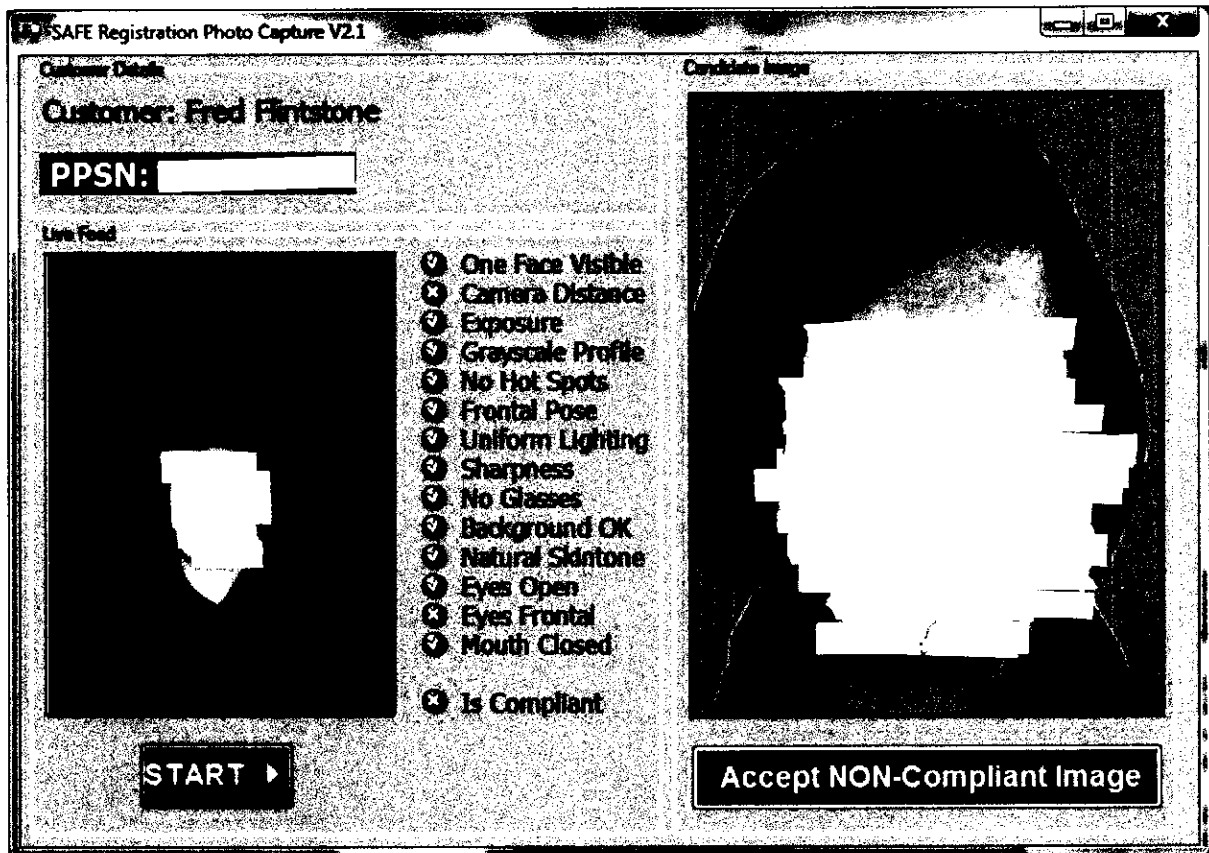 SAFE Registration Photo Capture V2.1
Customer Details
Customer: Fred Flintstone
PPSN:
Live Feed
One Face Visible
Camera Distance
Exposure
Grayscale Profile
No Hot Spots
Frontal Pose
Uniform Lighting
Sharpness
No Glasses
Background OK
Natural Skintone
Eyes Open
Eyes Frontal
Mouth Closed
Is Compliant
START
Candidate Image
Accept NON-Compliant Image